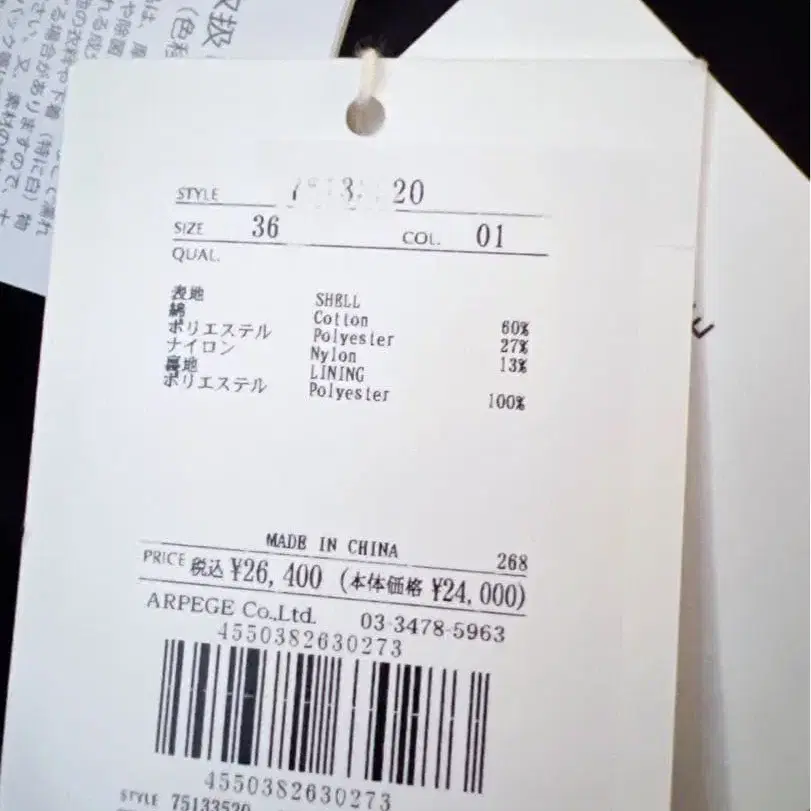 STYLE 20
SIZE 36 COL. 01
QUAL.
表地 SHELL
綿 Cotton 60%
ポリエステル Polyester 27%
ナイロン Nylon 13%
裏地 LINING
ポリエステル Polyester 100%
MADE IN CHINA 268
PRICE 税込 ¥26,400 (本体価格 ¥24,000)
ARPEGE Co.,Ltd. 03-3478-5963
4550382630273
4550382630273
STYLE 75133520